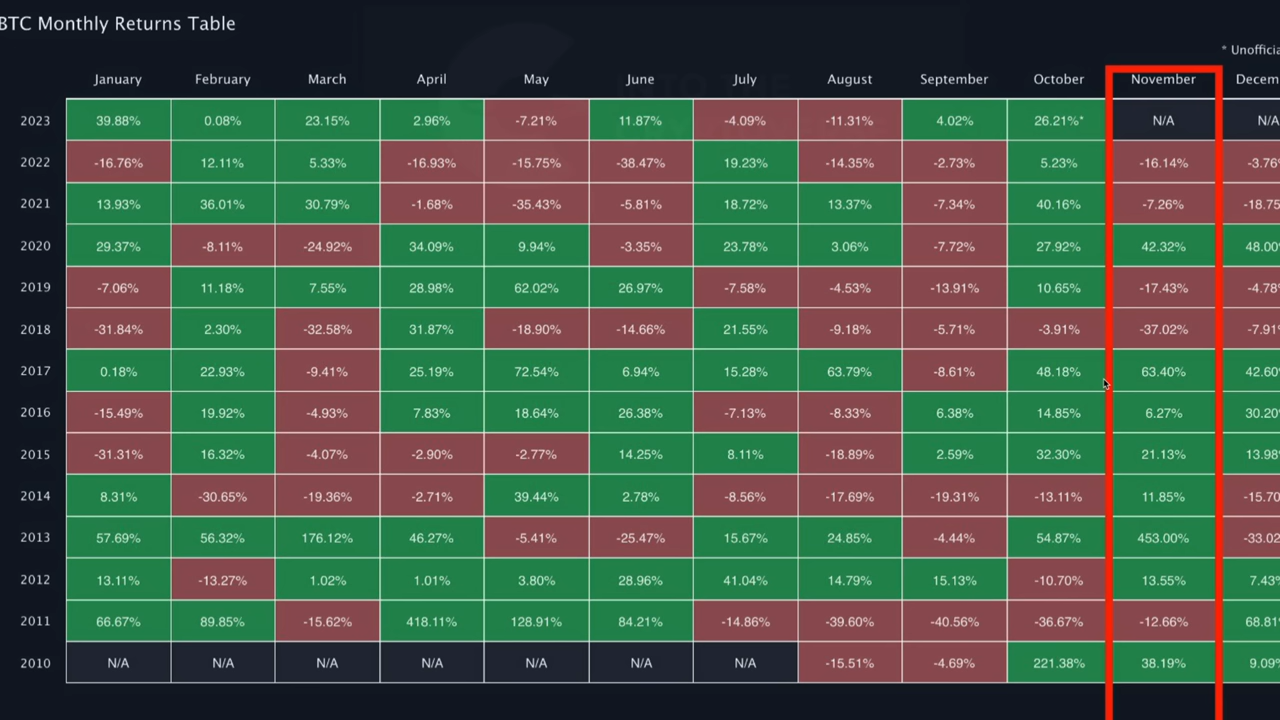 BTC Monthly Returns Table
* Unofficia
January February March April May June July August September October November Decem
2023 39.88% 0.08% 23.15% 2.96% -7.21% 11.87% -4.09% -11.31% 4.02% 26.21%* N/A N/A
2022 -16.76% 12.11% 5.33% -16.93% -15.75% -38.47% 19.23% -14.35% -2.73% 5.23% -16.14% -3.76%
2021 13.93% 36.01% 30.79% -1.68% -35.43% -5.81% 18.72% 13.37% -7.34% 40.16% -7.26% -18.75
2020 29.37% -8.11% -24.92% 34.09% 9.94% -3.35% 23.78% 3.06% -7.72% 27.92% 42.32% 48.00
2019 -7.06% 11.18% 7.55% 28.98% 62.02% 26.97% -7.58% -4.53% -13.91% 10.65% -17.43% -4.78%
2018 -31.84% 2.30% -32.58% 31.87% -18.90% -14.66% 21.55% -9.18% -5.71% -3.91% -37.02% -7.91%
2017 0.18% 22.93% -9.41% 25.19% 72.54% 6.94% 15.28% 63.79% -8.61% 48.18% 63.40% 42.60
2016 -15.49% 19.92% -4.93% 7.83% 18.64% 26.38% -7.13% -8.33% 6.38% 14.85% 6.27% 30.20
2015 -31.31% 16.32% -4.07% -2.90% -2.77% 14.25% 8.11% -18.89% 2.59% 32.30% 21.13% 13.98
2014 8.31% -30.65% -19.36% -2.71% 39.44% 2.78% -8.56% -17.69% -19.31% -13.11% 11.85% -15.70
2013 57.69% 56.32% 176.12% 46.27% -5.41% -25.47% 15.67% 24.85% -4.44% 54.87% 453.00% -33.02
2012 13.11% -13.27% 1.02% 1.01% 3.80% 28.96% 41.04% 14.79% 15.13% -10.70% 13.55% 7.43%
2011 66.67% 89.85% -15.62% 418.11% 128.91% 84.21% -14.86% -39.60% -40.56% -36.67% -12.66% 68.81
2010 N/A N/A N/A N/A N/A N/A N/A -15.51% -4.69% 221.38% 38.19% 9.09%